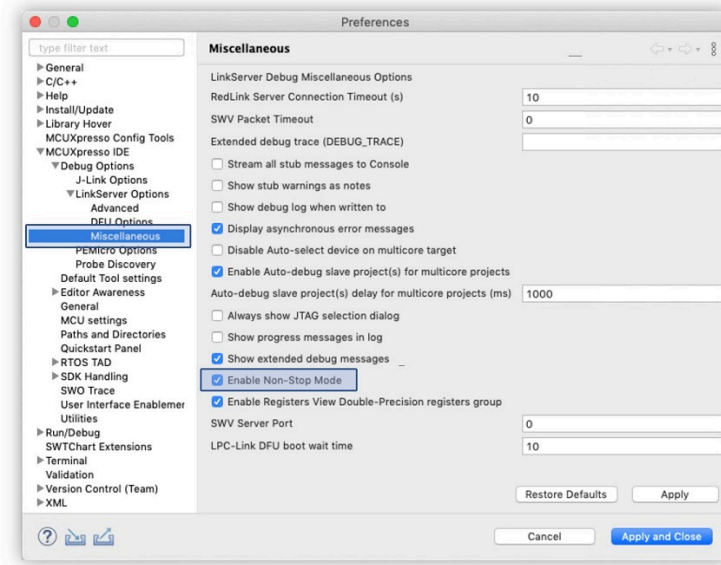 Preferences
type filter text
General
C/C++
Help
Install/Update
Library Hover
MCUXpresso Config Tools
MCUXpresso IDE
Debug Options
J-Link Options
LinkServer Options
Advanced
DFU Options
Miscellaneous
PEMicro Options
Probe Discovery
Default Tool settings
Editor Awareness
General
MCU settings
Paths and Directories
Quickstart Panel
RTOS TAD
SDK Handling
SWO Trace
User Interface Enablemer
Utilities
Run/Debug
SWTChart Extensions
Terminal
Validation
Version Control (Team)
XML
Miscellaneous
LinkServer Debug Miscellaneous Options
RedLink Server Connection Timeout (s) 10
SWV Packet Timeout 0
Extended debug trace (DEBUG_TRACE)
Stream all stub messages to Console
Show stub warnings as notes
Show debug log when written to
Display asynchronous error messages
Disable Auto-select device on multicore target
Enable Auto-debug slave project(s) for multicore projects
Auto-debug slave project(s) delay for multicore projects (ms) 1000
Always show JTAG selection dialog
Show progress messages in log
Show extended debug messages
Enable Non-Stop Mode
Enable Registers View Double-Precision registers group
SWV Server Port 0
LPC-Link DFU boot wait time 10
Restore Defaults Apply
? Cancel Apply and Close